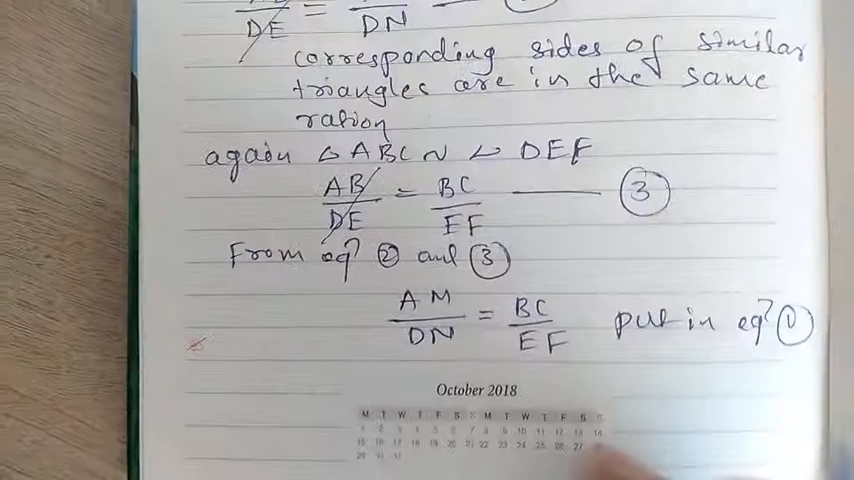 DE = DN
corresponding sides of similar
triangles are in the same
ration
again △ ABC ~ △ DEF
AB/DE = BC/EF —— 3
From eqn 2 and 3
AM/DN = BC/EF put in eqn 1
October 2018
M T W T F S S M T W T F S S
1 2 3 4 5 6 7 8 9 10 11 12 13 14
15 16 17 18 19 20 21 22 23 24 25 26 27
29 30 31